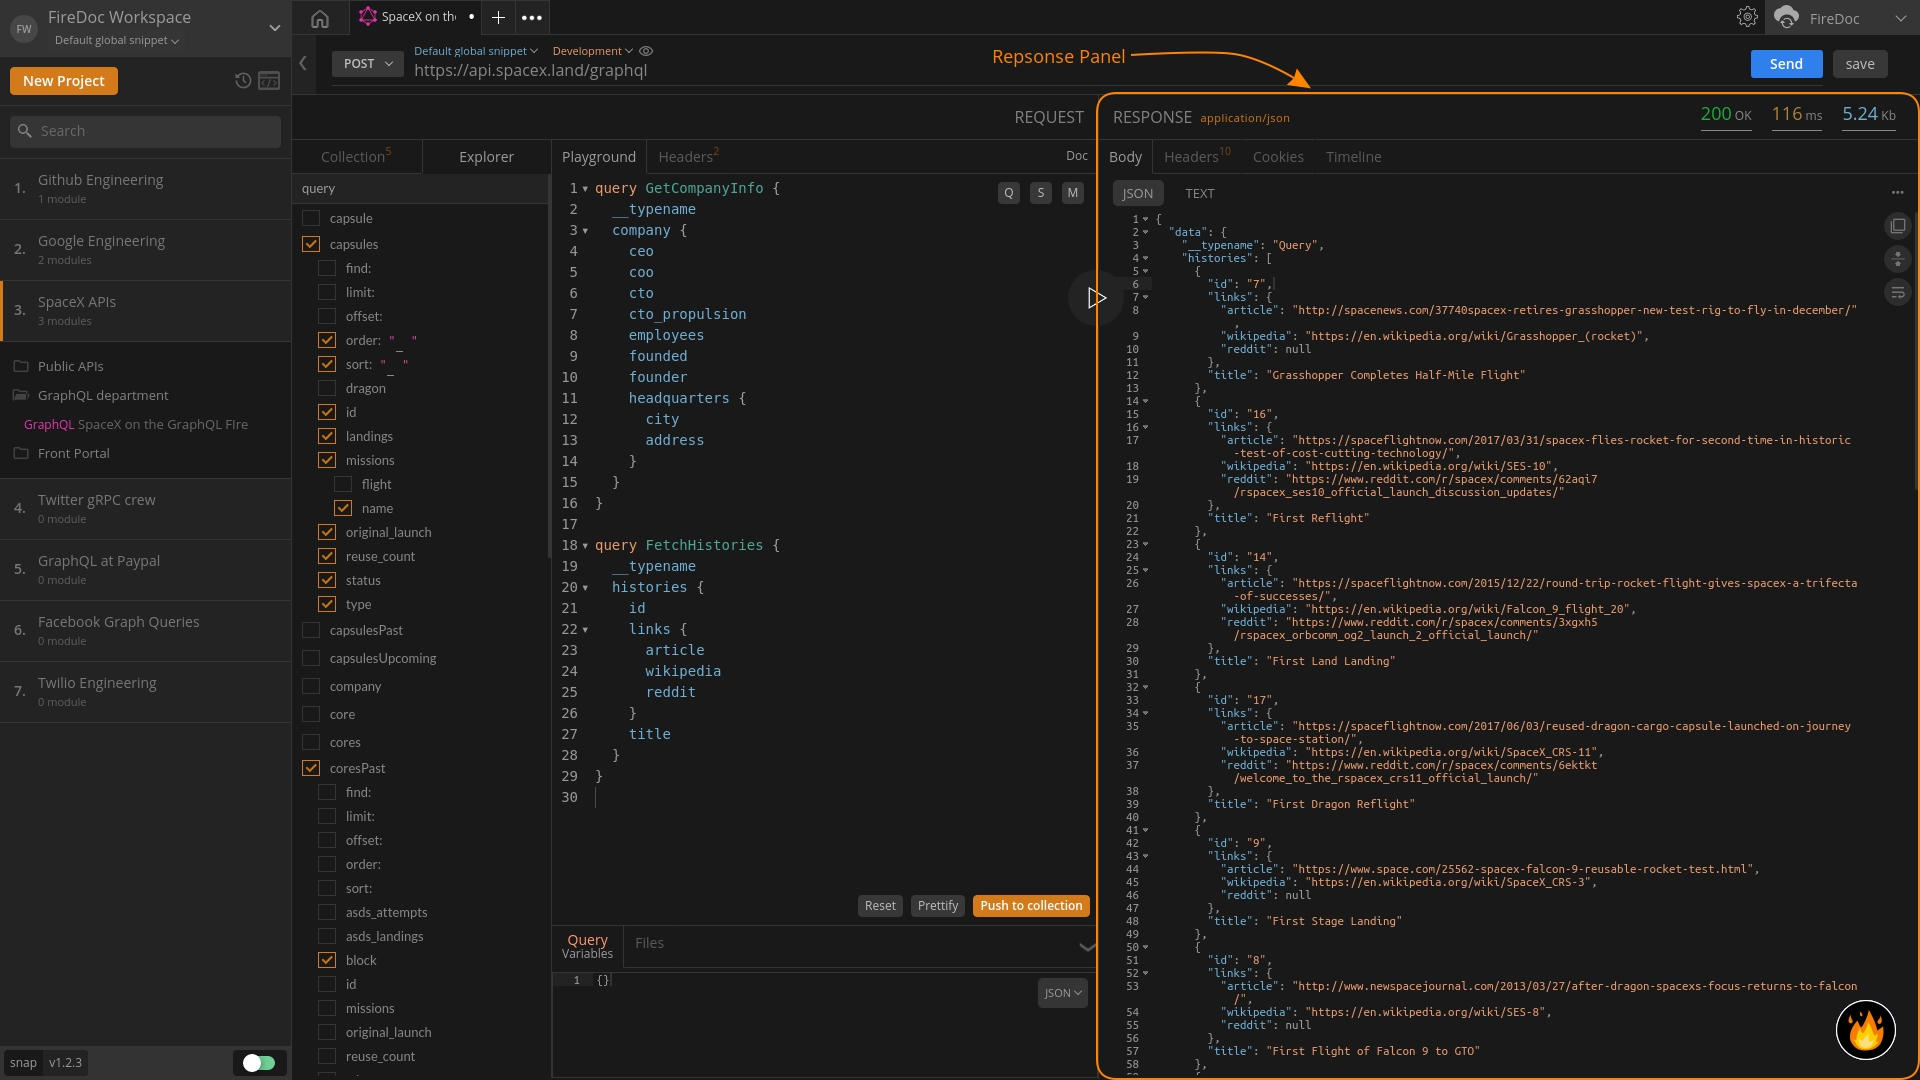 FW
FireDoc Workspace
Default global snippet
New Project
Search
1. Github Engineering
1 module
2. Google Engineering
2 modules
3. SpaceX APIs
3 modules
Public APIs
GraphQL department
GraphQL SpaceX on the GraphQL FIre
Front Portal
4. Twitter gRPC crew
0 module
5. GraphQL at Paypal
0 module
6. Facebook Graph Queries
0 module
7. Twilio Engineering
0 module
snap v1.2.3
SpaceX on the
FireDoc
POST
Default global snippet Development
https://api.spacex.land/graphql
Repsonse Panel
Send save
REQUEST
Collection 5 Explorer
query
capsule
capsules
find:
limit:
offset:
order: "_ "
sort: "_ "
dragon
id
landings
missions
flight
name
original_launch
reuse_count
status
type
capsulesPast
capsulesUpcoming
company
core
cores
coresPast
find:
limit:
offset:
order:
sort:
asds_attempts
asds_landings
block
id
missions
original_launch
reuse_count
Playground Headers 2 Doc
Q S M
1 query GetCompanyInfo {
2 __typename
3 company {
4 ceo
5 coo
6 cto
7 cto_propulsion
8 employees
9 founded
10 founder
11 headquarters {
12 city
13 address
14 }
15 }
16 }
17
18 query FetchHistories {
19 __typename
20 histories {
21 id
22 links {
23 article
24 wikipedia
25 reddit
26 }
27 title
28 }
29 }
30
Reset Prettify Push to collection
Query
Variables
Files
1 {}
JSON
RESPONSE application/json 200 OK 116 ms 5.24 Kb
Body Headers 10 Cookies Timeline
JSON TEXT
1 {
2 "data": {
3 "__typename": "Query",
4 "histories": [
5 {
6 "id": "7",
7 "links": {
8 "article": "http://spacenews.com/37740spacex-retires-grasshopper-new-test-rig-to-fly-in-december/"
,
9 "wikipedia": "https://en.wikipedia.org/wiki/Grasshopper_(rocket)",
10 "reddit": null
11 },
12 "title": "Grasshopper Completes Half-Mile Flight"
13 },
14 {
15 "id": "16",
16 "links": {
17 "article": "https://spaceflightnow.com/2017/03/31/spacex-flies-rocket-for-second-time-in-historic
-test-of-cost-cutting-technology/",
18 "wikipedia": "https://en.wikipedia.org/wiki/SES-10",
19 "reddit": "https://www.reddit.com/r/spacex/comments/62aqi7
/rspacex_ses10_official_launch_discussion_updates/"
20 },
21 "title": "First Reflight"
22 },
23 {
24 "id": "14",
25 "links": {
26 "article": "https://spaceflightnow.com/2015/12/22/round-trip-rocket-flight-gives-spacex-a-trifecta
-of-successes/",
27 "wikipedia": "https://en.wikipedia.org/wiki/Falcon_9_flight_20",
28 "reddit": "https://www.reddit.com/r/spacex/comments/3xgxh5
/rspacex_orbcomm_og2_launch_2_official_launch/"
29 },
30 "title": "First Land Landing"
31 },
32 {
33 "id": "17",
34 "links": {
35 "article": "https://spaceflightnow.com/2017/06/03/reused-dragon-cargo-capsule-launched-on-journey
-to-space-station/",
36 "wikipedia": "https://en.wikipedia.org/wiki/SpaceX_CRS-11",
37 "reddit": "https://www.reddit.com/r/spacex/comments/6ektkt
/welcome_to_the_rspacex_crs11_official_launch/"
38 },
39 "title": "First Dragon Reflight"
40 },
41 {
42 "id": "9",
43 "links": {
44 "article": "https://www.space.com/25562-spacex-falcon-9-reusable-rocket-test.html",
45 "wikipedia": "https://en.wikipedia.org/wiki/SpaceX_CRS-3",
46 "reddit": null
47 },
48 "title": "First Stage Landing"
49 },
50 {
51 "id": "8",
52 "links": {
53 "article": "http://www.newspacejournal.com/2013/03/27/after-dragon-spacexs-focus-returns-to-falcon
/",
54 "wikipedia": "https://en.wikipedia.org/wiki/SES-8",
55 "reddit": null
56 },
57 "title": "First Flight of Falcon 9 to GTO"
58 },